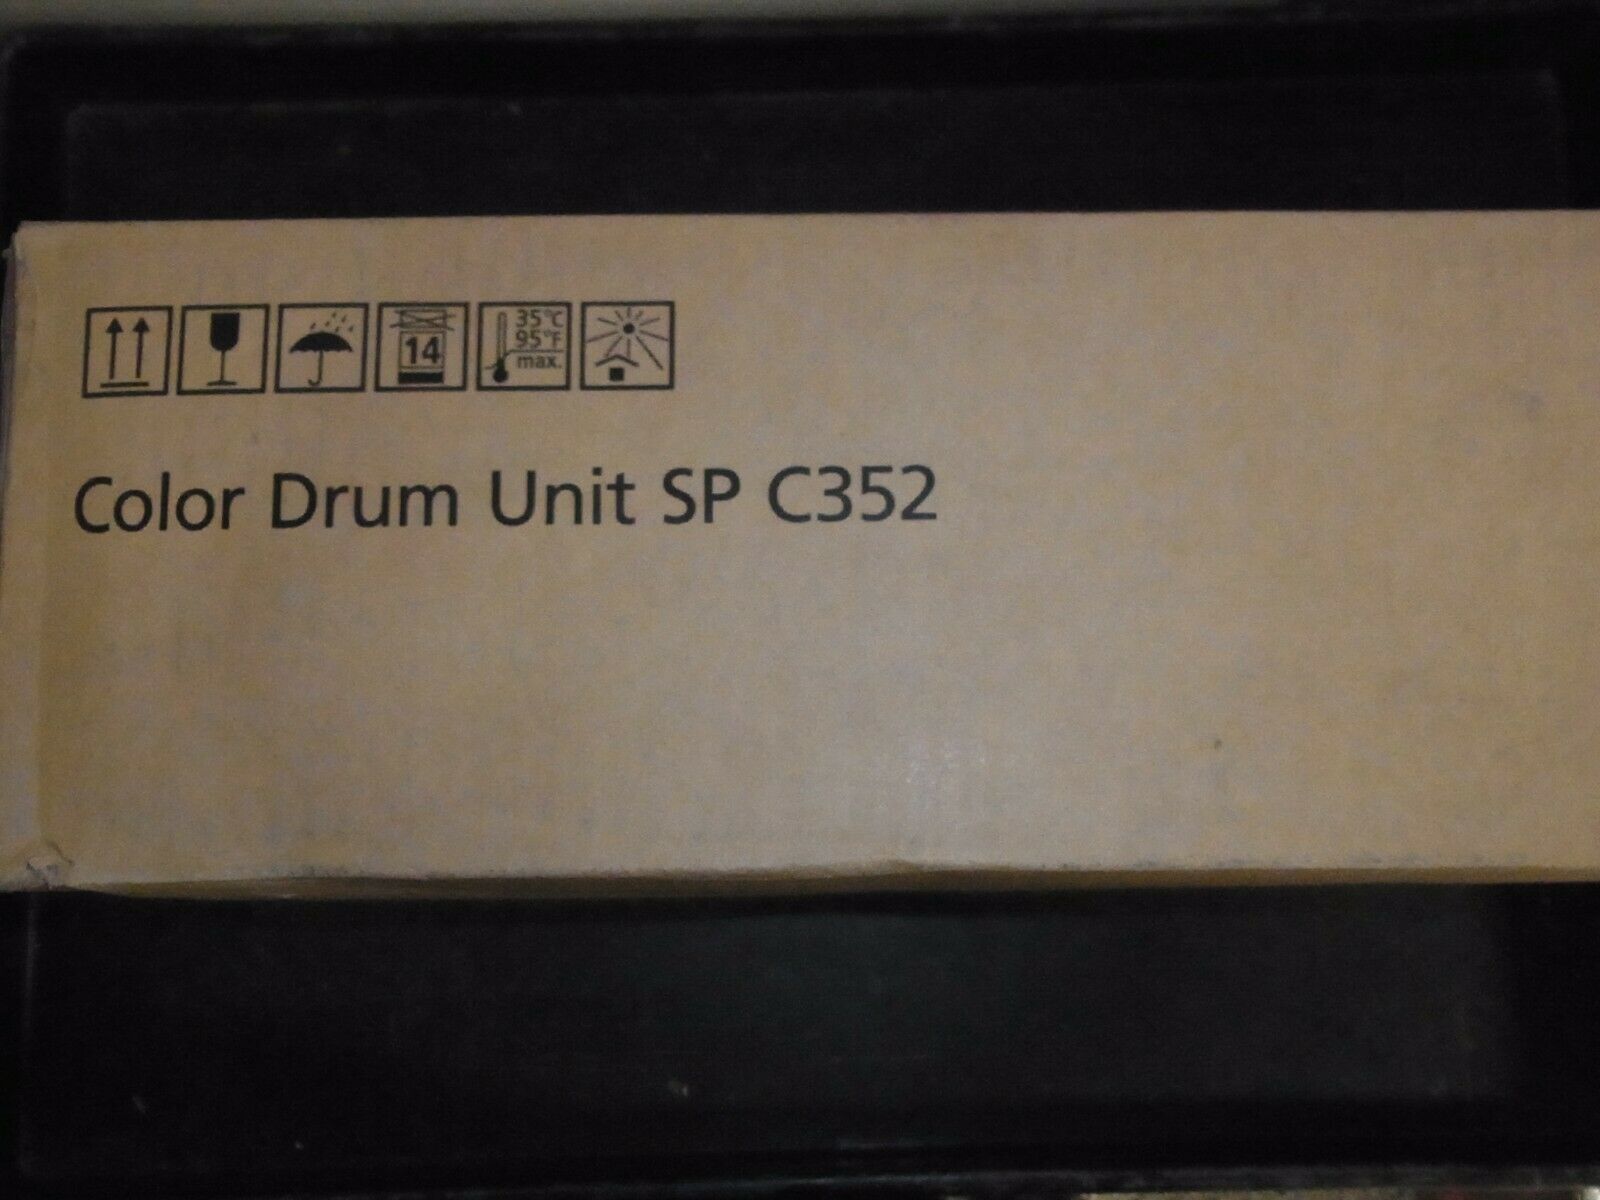 14
35°C
95°F
max.
Color Drum Unit SP C352